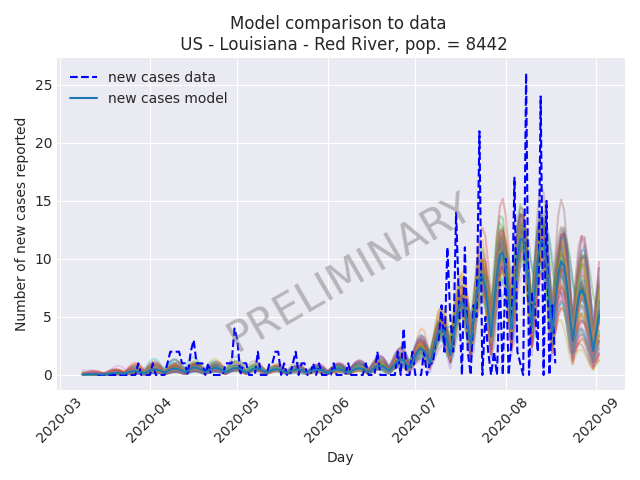 Model comparison to data
US - Louisiana - Red River, pop. = 8442
new cases data
new cases model
PRELIMINARY
Number of new cases reported
25
20
15
10
5
0
2020-03
2020-04
2020-05
2020-06
2020-07
2020-08
2020-09
Day